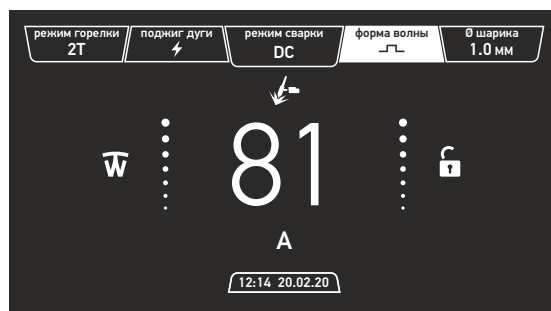 режим горелки
2Т
поджиг дуги
режим сварки
DC
форма волны
Ø шарика
1.0 мм
81
A
12:14 20.02.20